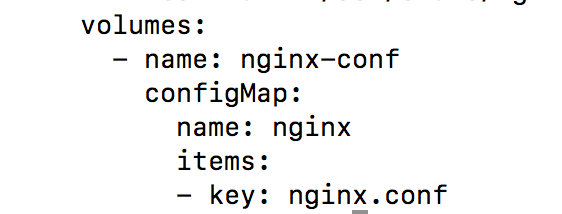 volumes:
- name: nginx-conf
configMap:
name: nginx
items:
- key: nginx.conf